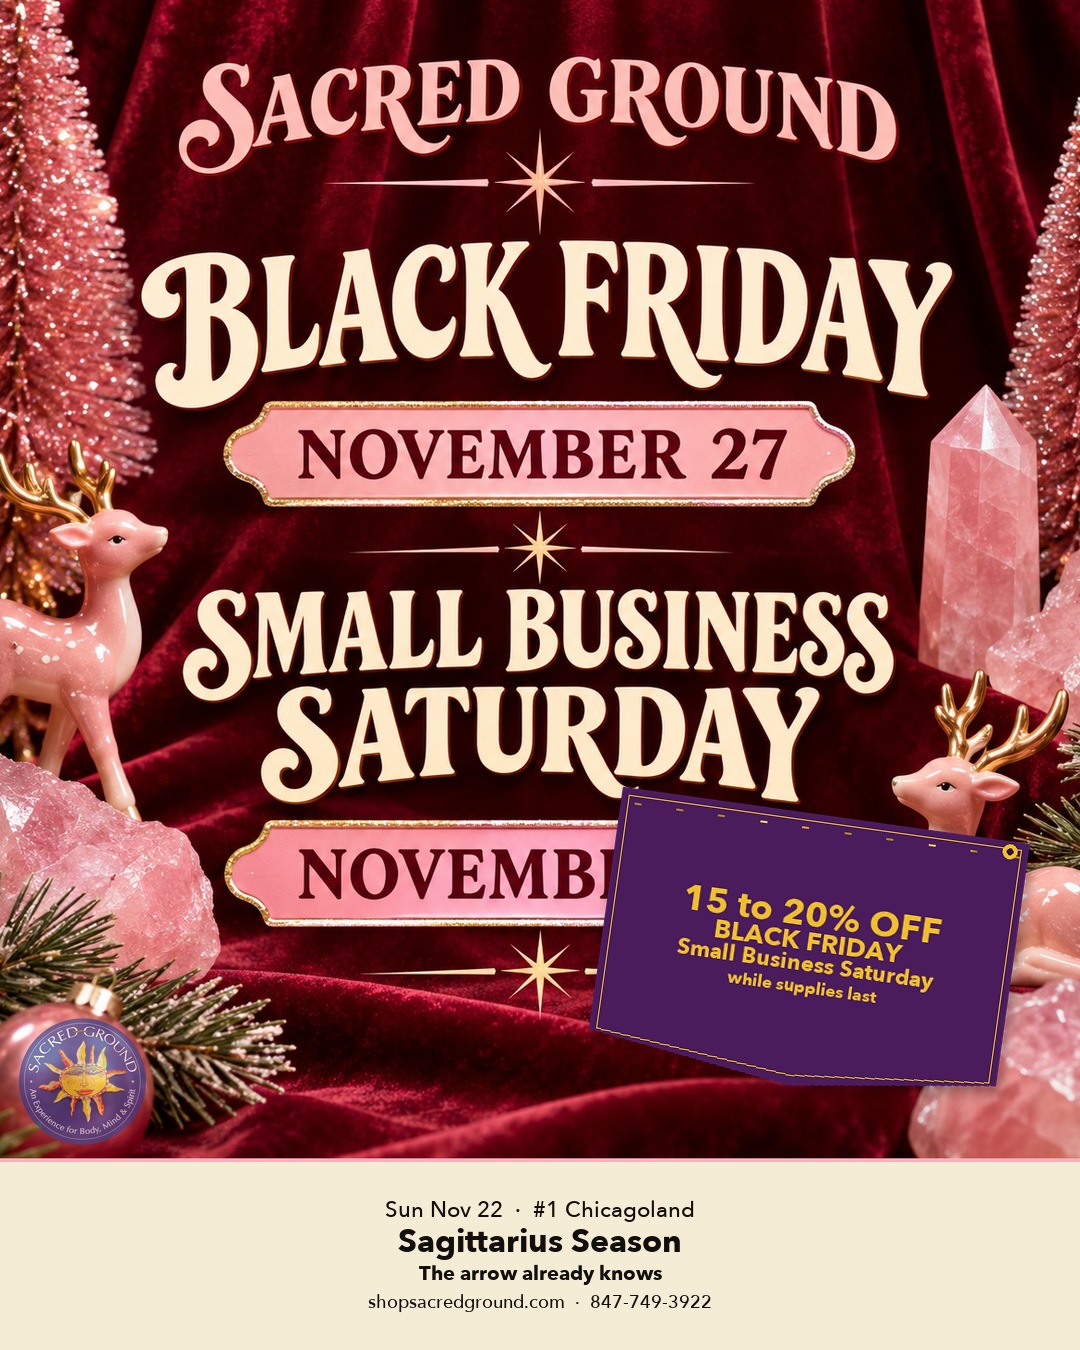 SACRED GROUND
BLACK FRIDAY
NOVEMBER 27
SMALL BUSINESS
SATURDAY
15 to 20% OFF
BLACK FRIDAY
Small Business Saturday
while supplies last
SACRED GROUND
An Experience for Body, Mind & Spirit
Sun Nov 22 · #1 Chicagoland
Sagittarius Season
The arrow already knows
shopsacredground.com · 847-749-3922